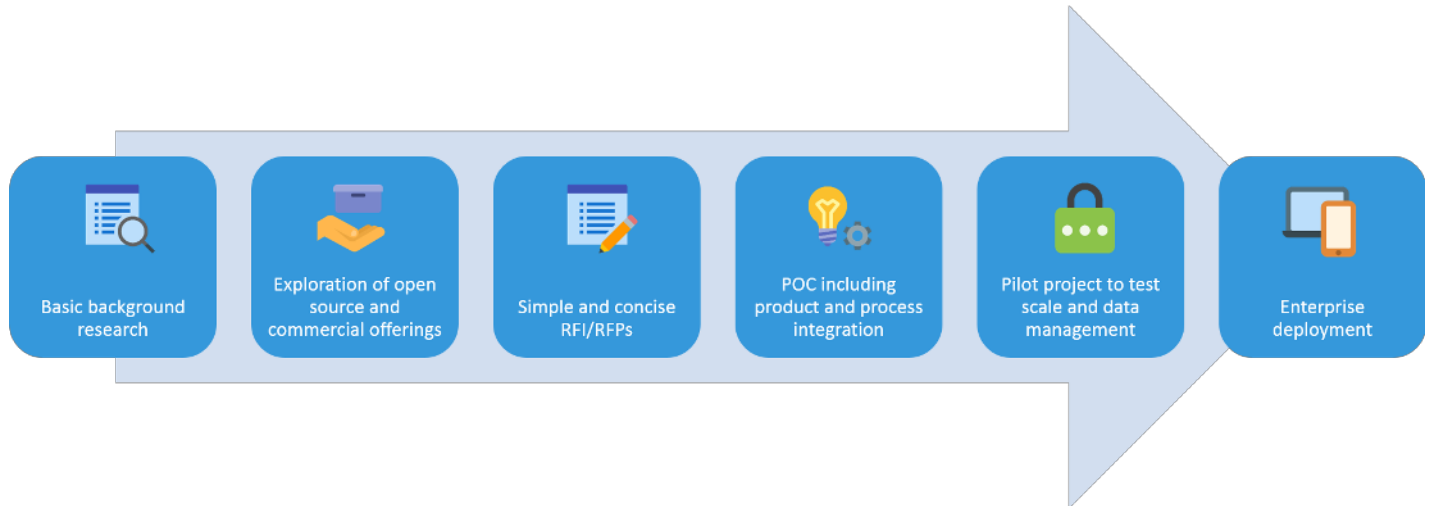 Basic background
research
Exploration of open
source and
commercial offerings
Simple and concise
RFI/RFPs
POC including
product and process
integration
Pilot project to test
scale and data
management
Enterprise
deployment